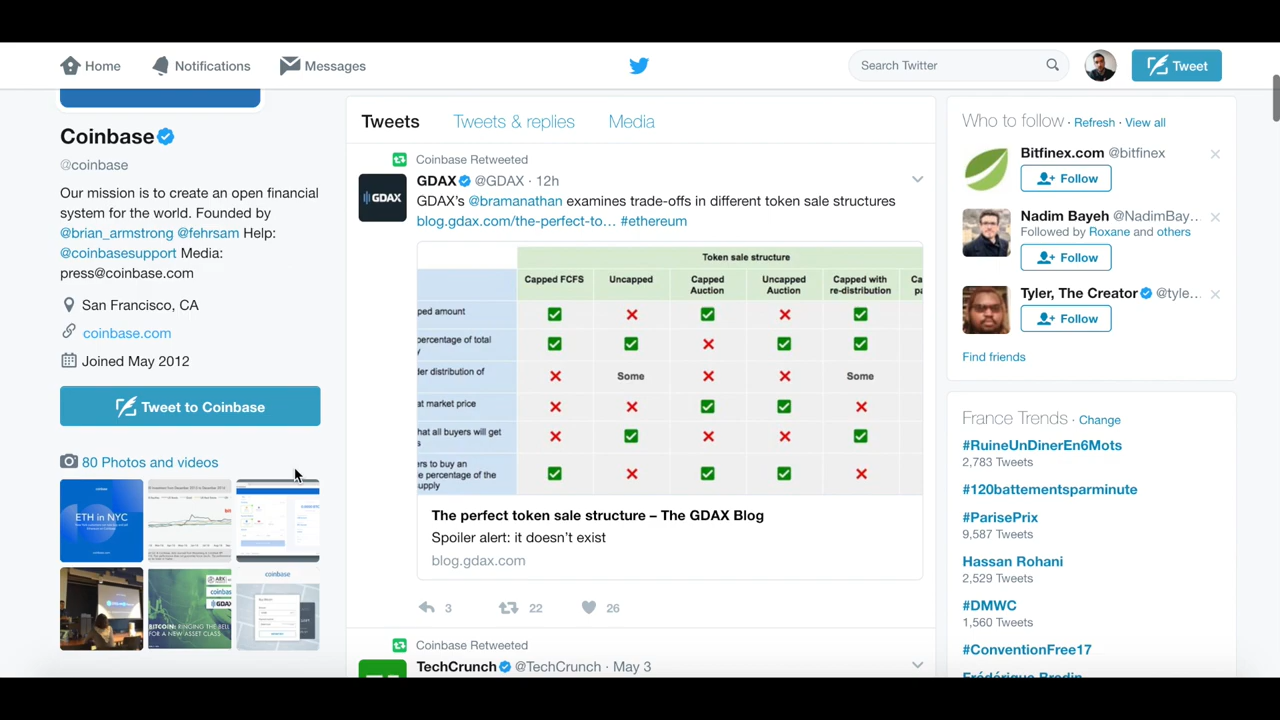 Home
Notifications
Messages
Search Twitter
Tweet
Coinbase
@coinbase
Our mission is to create an open financial
system for the world. Founded by
@brian_armstrong @fehrsam Help:
@coinbasesupport Media:
press@coinbase.com
San Francisco, CA
coinbase.com
Joined May 2012
Tweet to Coinbase
80 Photos and videos
coinbase
ETH in NYC
coinbase
GDAX
BITCOIN: RINGING THE BELL
FOR A NEW ASSET CLASS
coinbase
Tweets Tweets & replies Media
Coinbase Retweeted
GDAX @GDAX · 12h
GDAX's @bramanathan examines trade-offs in different token sale structures
blog.gdax.com/the-perfect-to… #ethereum
GDAX
Token sale structure
Capped FCFS Uncapped Capped Auction Uncapped Auction Capped with re-distribution Ca
ped amount
percentage of total
y
der distribution of
Some Some
at market price
hat all buyers will get
s
ers to buy an
e percentage of the
upply
The perfect token sale structure – The GDAX Blog
Spoiler alert: it doesn't exist
blog.gdax.com
3 22 26
Coinbase Retweeted
TechCrunch @TechCrunch · May 3
Who to follow · Refresh · View all
Bitfinex.com @bitfinex
Follow
Nadim Bayeh @NadimBay...
Followed by Roxane and others
Follow
Tyler, The Creator @tyle...
Follow
Find friends
France Trends · Change
#RuineUnDinerEn6Mots
2,783 Tweets
#120battementsparminute
#ParisePrix
9,587 Tweets
Hassan Rohani
2,529 Tweets
#DMWC
1,560 Tweets
#ConventionFree17
Frédérique Bredin